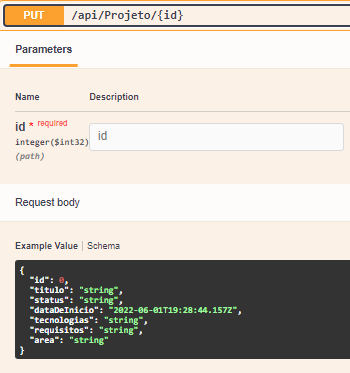 PUT /api/Projeto/{id}
Parameters
Name Description
id * required
integer($int32)
(path)
id
Request body
Example Value | Schema
{
"id": 0,
"titulo": "string",
"status": "string",
"dataDeInicio": "2022-06-01T19:28:44.157Z",
"tecnologias": "string",
"requisitos": "string",
"area": "string"
}